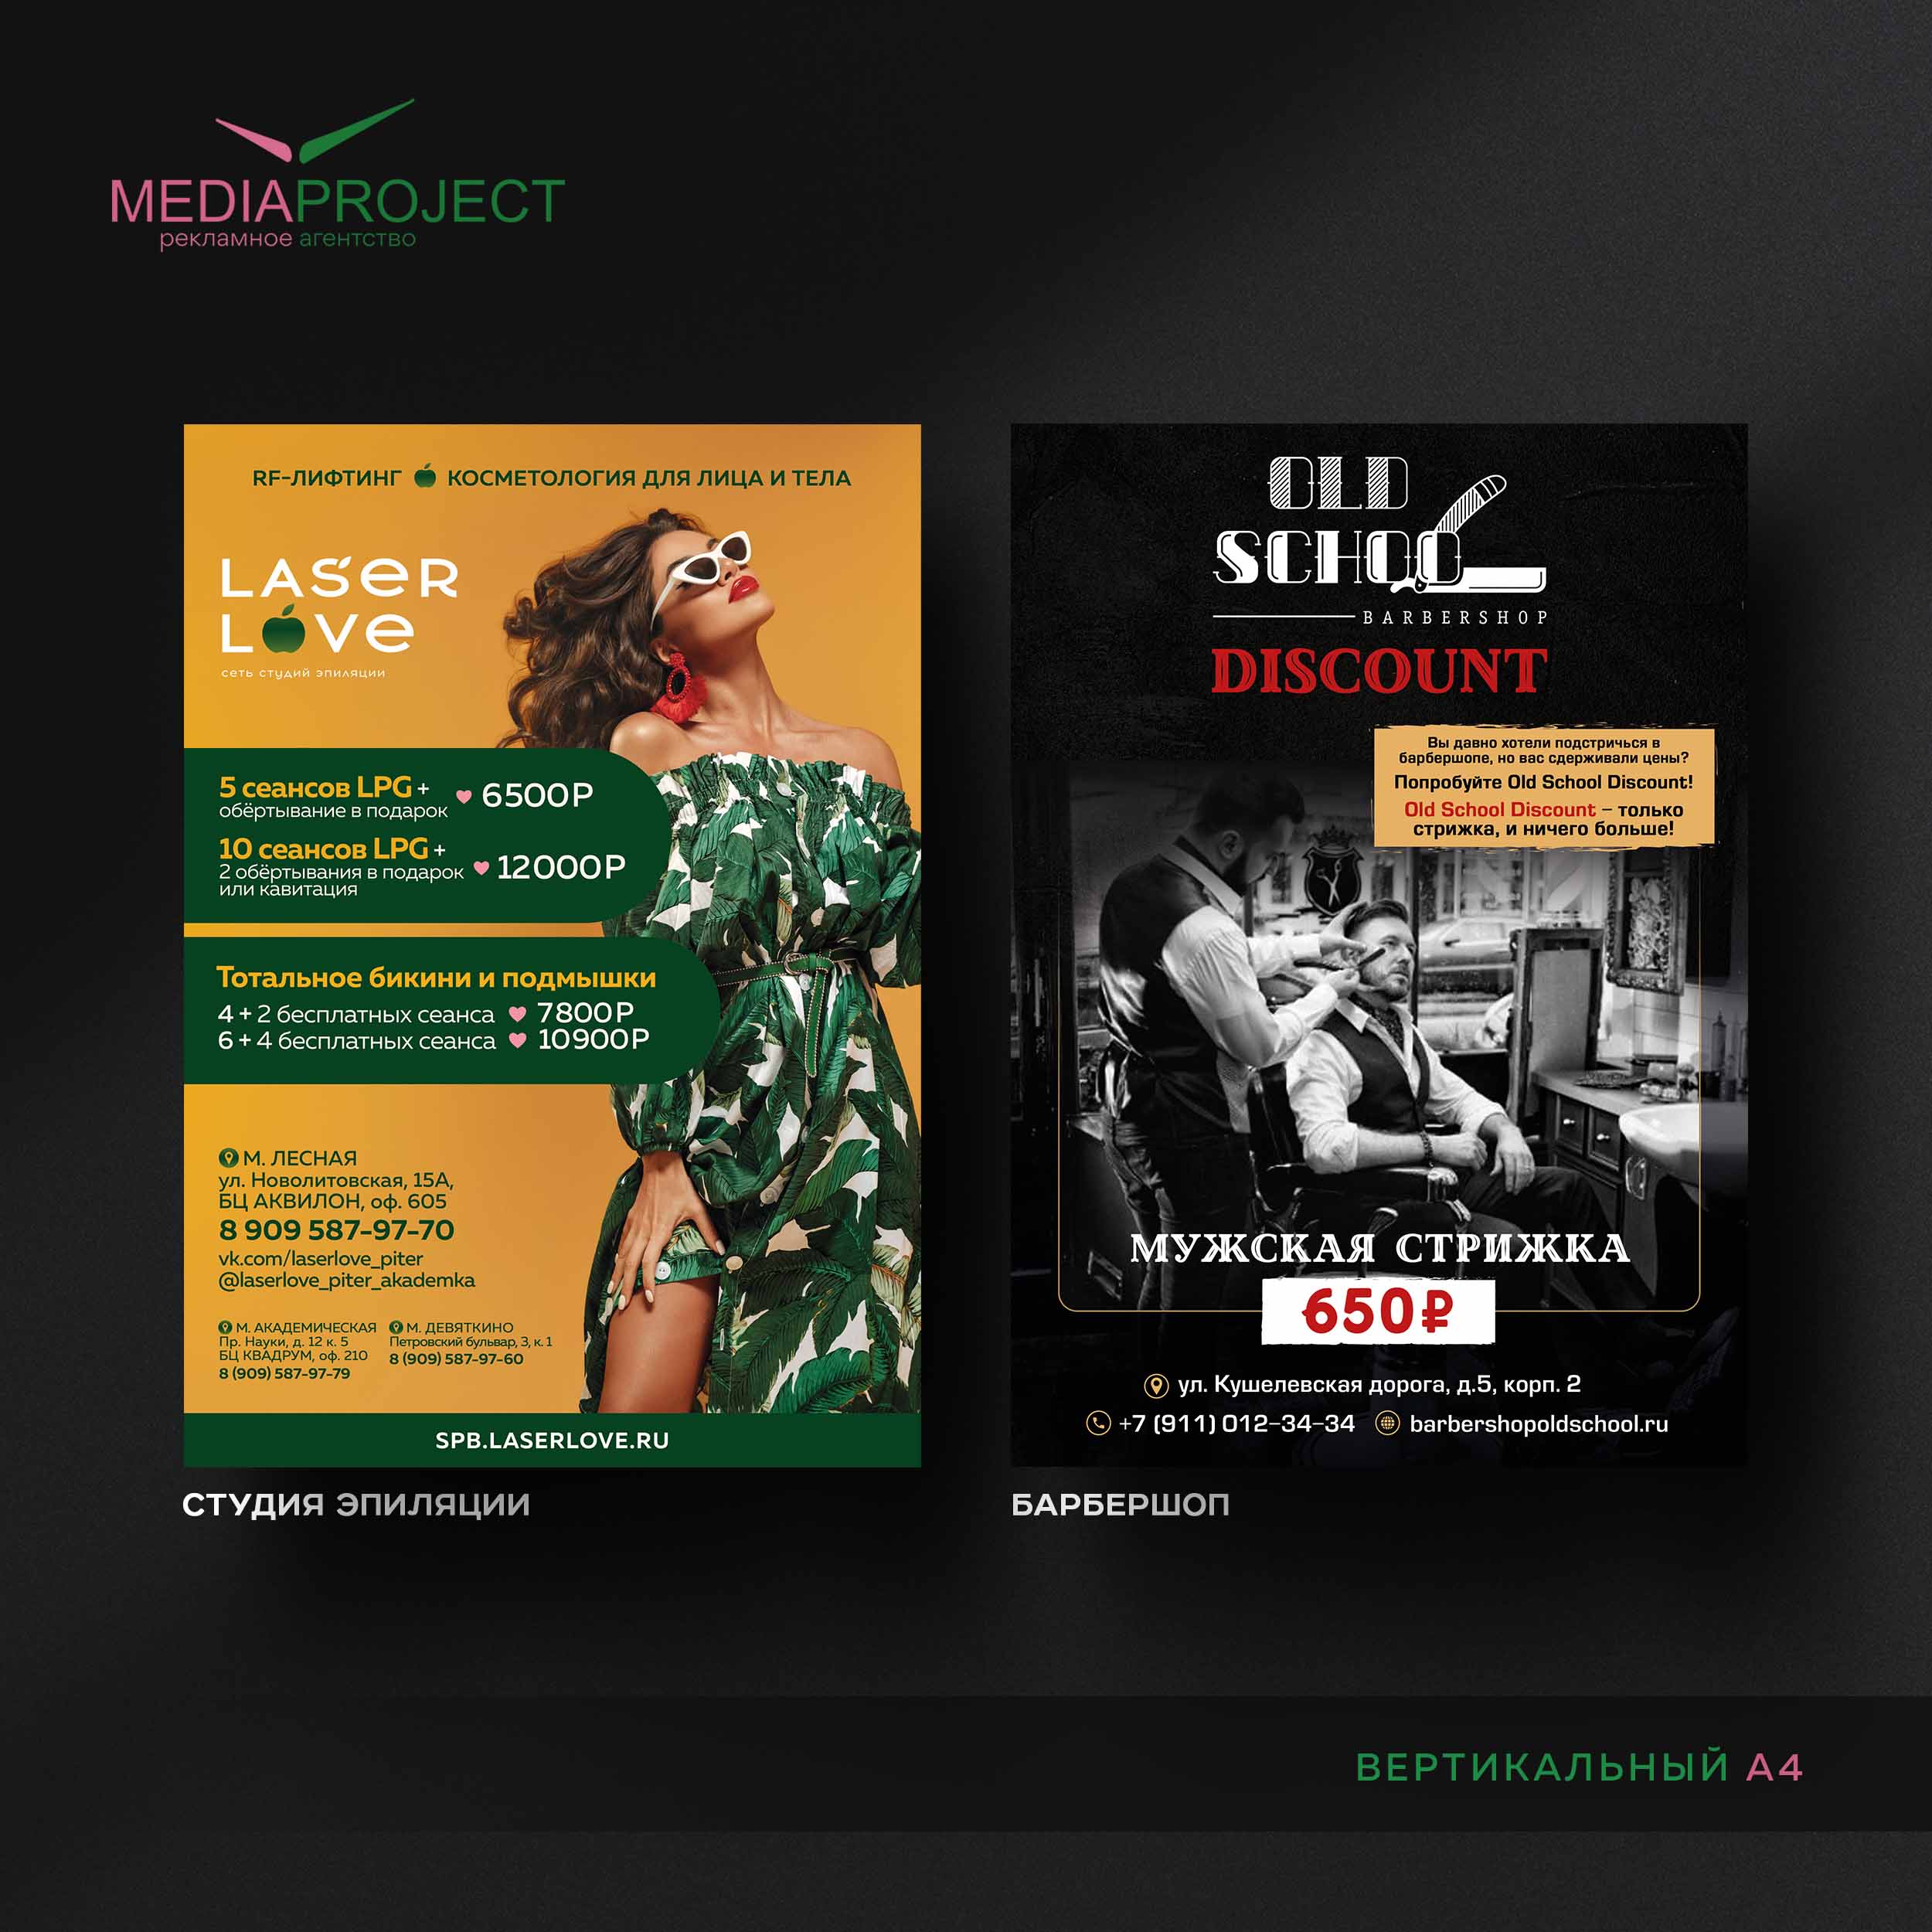 MEDIAPROJECT
рекламное агентство
RF-ЛИФТИНГ КОСМЕТОЛОГИЯ ДЛЯ ЛИЦА И ТЕЛА
LASER
LOVE
сеть студий эпиляции
5 сеансов LPG +
обёртывание в подарок
6500Р
10 сеансов LPG +
2 обёртывания в подарок
или кавитация
12000Р
Тотальное бикини и подмышки
4 + 2 бесплатных сеанса 7800Р
6 + 4 бесплатных сеанса 10900Р
М. ЛЕСНАЯ
ул. Новолитовская, 15А,
БЦ АКВИЛОН, оф. 605
8 909 587-97-70
vk.com/laserlove_piter
@laserlove_piter_akademka
М. АКАДЕМИЧЕСКАЯ
Пр. Науки, д. 12 к. 5
БЦ КВАДРУМ, оф. 210
8 (909) 587-97-79
М. ДЕВЯТКИНО
Петровский бульвар, 3, к. 1
8 (909) 587-97-60
SPB.LASERLOVE.RU
СТУДИЯ ЭПИЛЯЦИИ
OLD
SCHOOL
BARBERSHOP
DISCOUNT
Вы давно хотели подстричься в
барбершопе, но вас сдерживали цены?
Попробуйте Old School Discount!
Old School Discount – только
стрижка, и ничего больше!
МУЖСКАЯ СТРИЖКА
650₽
ул. Кушелевская дорога, д.5, корп. 2
+7 (911) 012-34-34 barbershopoldschool.ru
БАРБЕРШОП
ВЕРТИКАЛЬНЫЙ А4